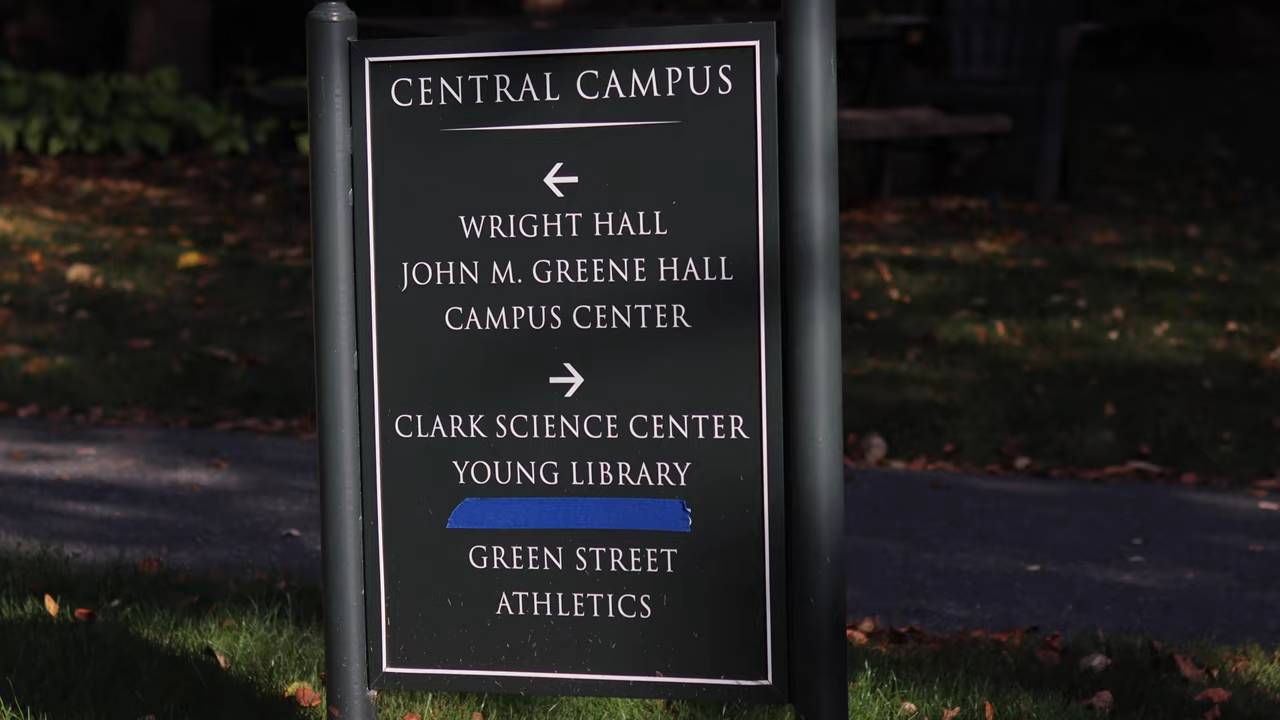 CENTRAL CAMPUS
←
WRIGHT HALL
JOHN M. GREENE HALL
CAMPUS CENTER
→
CLARK SCIENCE CENTER
YOUNG LIBRARY
GREEN STREET
ATHLETICS